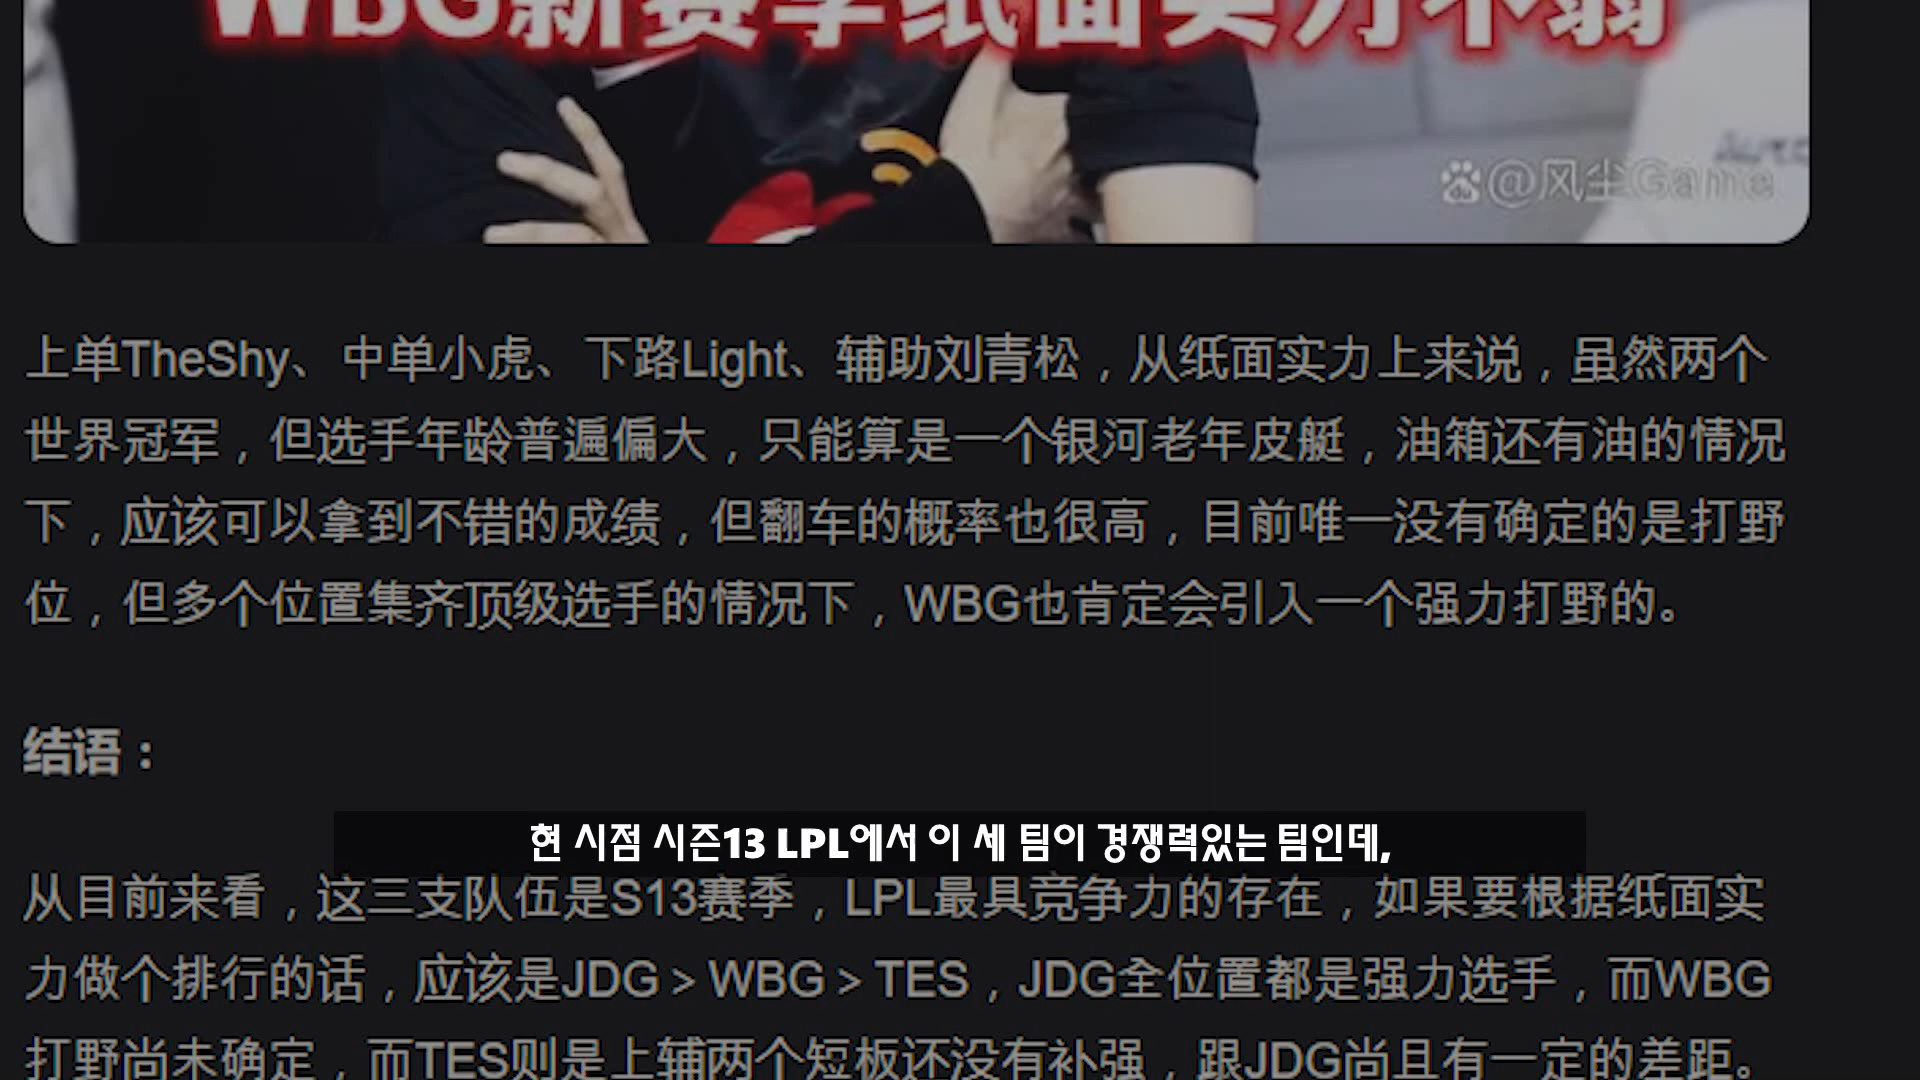 WBG新赛季纸面实力不弱
@风尘Game
上单TheShy、中单小虎、下路Light、辅助刘青松，从纸面实力上来说，虽然两个
世界冠军，但选手年龄普遍偏大，只能算是一个银河老年皮艇，油箱还有油的情况
下，应该可以拿到不错的成绩，但翻车的概率也很高，目前唯一没有确定的是打野
位，但多个位置集齐顶级选手的情况下，WBG也肯定会引入一个强力打野的。
结语：
현 시점 시즌13 LPL에서 이 세 팀이 경쟁력있는 팀인데,
从目前来看，这三支队伍是S13赛季，LPL最具竞争力的存在，如果要根据纸面实
力做个排行的话，应该是JDG＞WBG＞TES，JDG全位置都是强力选手，而WBG
打野尚未确定，而TES则是上辅两个短板还没有补强，跟JDG尚且有一定的差距。